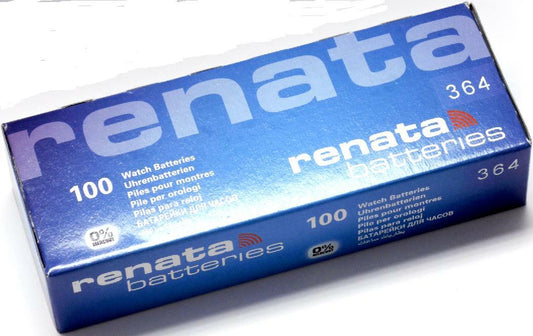 renata
364
renata
batteries
100
Watch Batteries
Uhrenbatterien
Piles pour montres
Pile per orologi
Pilas para reloj
БАТАРЕЙКИ ДЛЯ ЧАСОВ
0%
MERCURY
renata
batteries
100
Watch Batteries
Uhrenbatterien
Piles pour montres
Pile per orologi
Pilas para reloj
БАТАРЕЙКИ ДЛЯ ЧАСОВ
0%
364